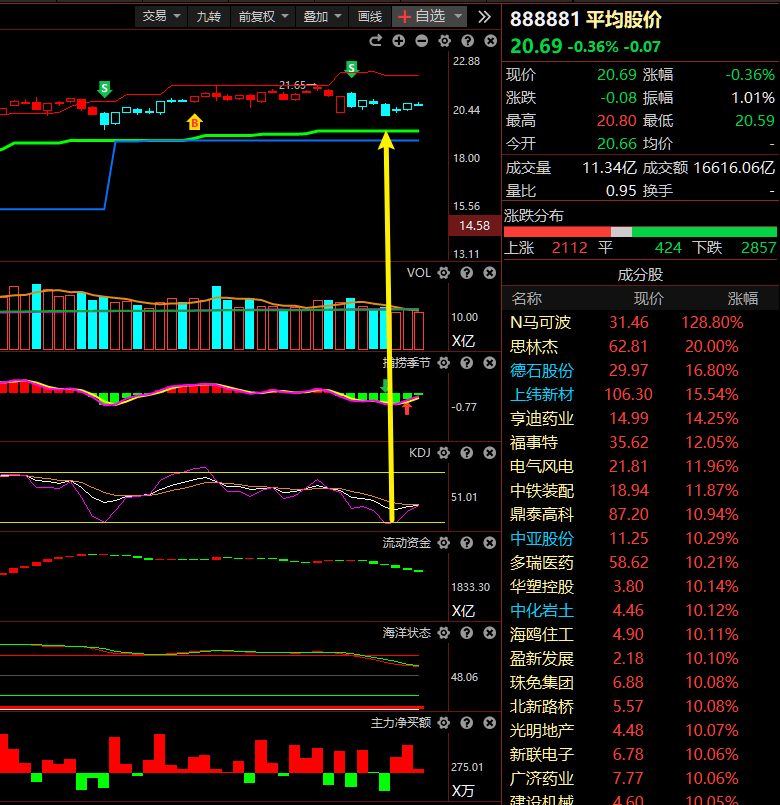 交易 九转 前复权 叠加 画线 +自选
888881 平均股价
20.69 -0.36% -0.07
现价 20.69 涨幅 -0.36%
涨跌 -0.08 振幅 1.01%
最高 20.80 最低 20.59
今开 20.66 均价 -
成交量 11.34亿 成交额 16616.06亿
量比 0.95 换手 -
涨跌分布
上涨 2112 平 424 下跌 2857
成分股
名称 现价 涨幅
N马可波 31.46 128.80%
思林杰 62.81 20.00%
德石股份 29.97 16.80%
上纬新材 106.30 15.54%
亨迪药业 14.99 14.25%
福事特 35.62 12.05%
电气风电 21.81 11.96%
中铁装配 18.94 11.87%
鼎泰高科 87.20 10.94%
中亚股份 11.25 10.29%
多瑞医药 58.62 10.21%
华塑控股 3.80 10.14%
中化岩土 4.46 10.12%
海鸥住工 4.90 10.11%
盈新发展 2.18 10.10%
珠免集团 6.88 10.08%
北新路桥 5.57 10.08%
光明地产 4.48 10.07%
新联电子 6.78 10.06%
广济药业 7.77 10.06%
建设机械 4.60 10.05%
22.88
S
21.65
S
20.44
B
18.00
15.56
14.58
13.11
VOL
10.00
X亿
捕捞季节
-0.77
KDJ
51.01
流动资金
1833.30
X亿
海洋状态
48.06
主力净买额
275.01
X万